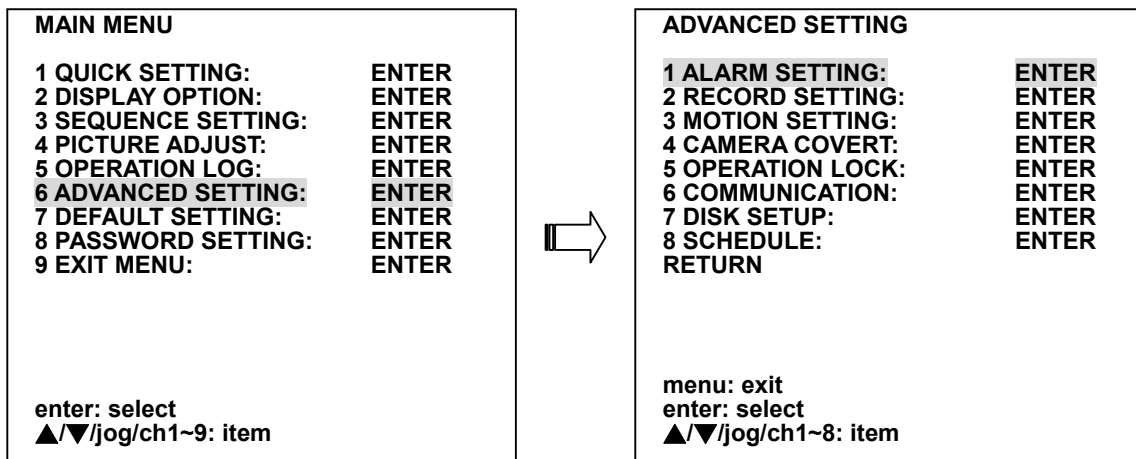 MAIN MENU
1 QUICK SETTING: ENTER
2 DISPLAY OPTION: ENTER
3 SEQUENCE SETTING: ENTER
4 PICTURE ADJUST: ENTER
5 OPERATION LOG: ENTER
6 ADVANCED SETTING: ENTER
7 DEFAULT SETTING: ENTER
8 PASSWORD SETTING: ENTER
9 EXIT MENU: ENTER
enter: select
▲/▼/jog/ch1~9: item
ADVANCED SETTING
1 ALARM SETTING: ENTER
2 RECORD SETTING: ENTER
3 MOTION SETTING: ENTER
4 CAMERA COVERT: ENTER
5 OPERATION LOCK: ENTER
6 COMMUNICATION: ENTER
7 DISK SETUP: ENTER
8 SCHEDULE: ENTER
RETURN
menu: exit
enter: select
▲/▼/jog/ch1~8: item